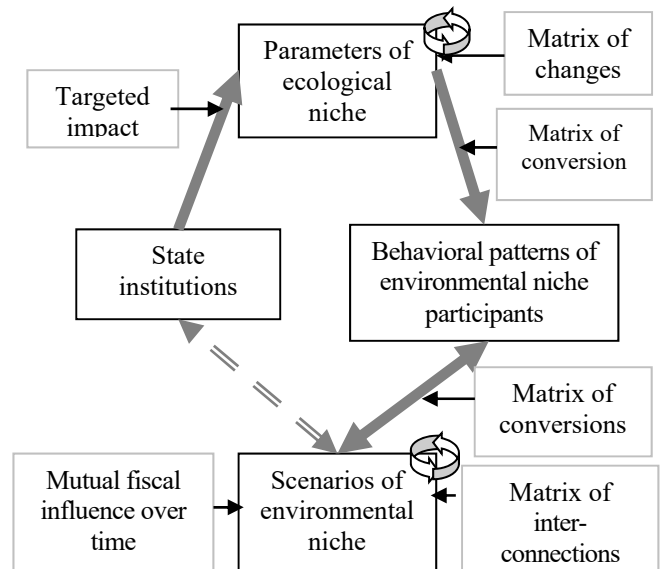 Parameters of
ecological
niche
Matrix of
changes
Targeted
impact
Matrix of
conversion
State
institutions
Behavioral patterns of
environmental niche
participants
Matrix of
conversions
Mutual fiscal
influence over
time
Scenarios of
environmental
niche
Matrix of
inter-
connections